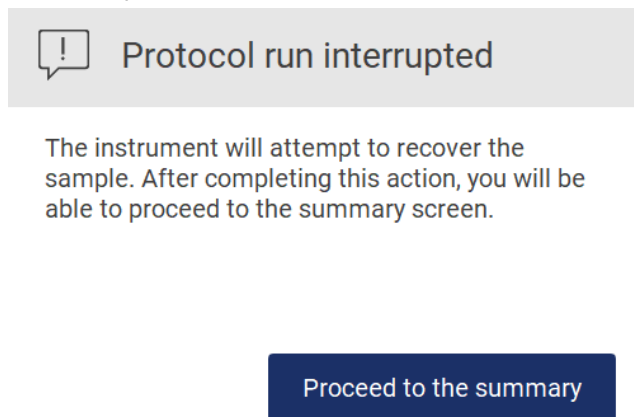 Protocol run interrupted
The instrument will attempt to recover the
sample. After completing this action, you will be
able to proceed to the summary screen.
Proceed to the summary